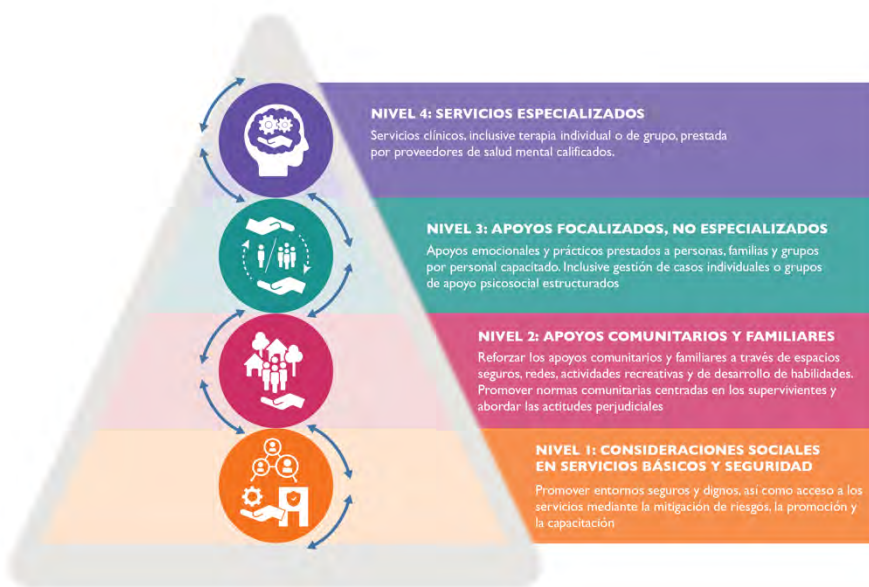 NIVEL 4: SERVICIOS ESPECIALIZADOS
Servicios clínicos, inclusive terapia individual o de grupo, prestada
por proveedores de salud mental calificados.
NIVEL 3: APOYOS FOCALIZADOS, NO ESPECIALIZADOS
Apoyos emocionales y prácticos prestados a personas, familias y grupos
por personal capacitado. Inclusive gestión de casos individuales o grupos
de apoyo psicosocial estructurados
NIVEL 2: APOYOS COMUNITARIOS Y FAMILIARES
Reforzar los apoyos comunitarios y familiares a través de espacios
seguros, redes, actividades recreativas y de desarrollo de habilidades.
Promover normas comunitarias centradas en los supervivientes y
abordar las actitudes perjudiciales
NIVEL 1: CONSIDERACIONES SOCIALES
EN SERVICIOS BÁSICOS Y SEGURIDAD
Promover entornos seguros y dignos, asi como acceso a los
servicios mediante la mitigación de riesgos, la promoción y
la capacitación